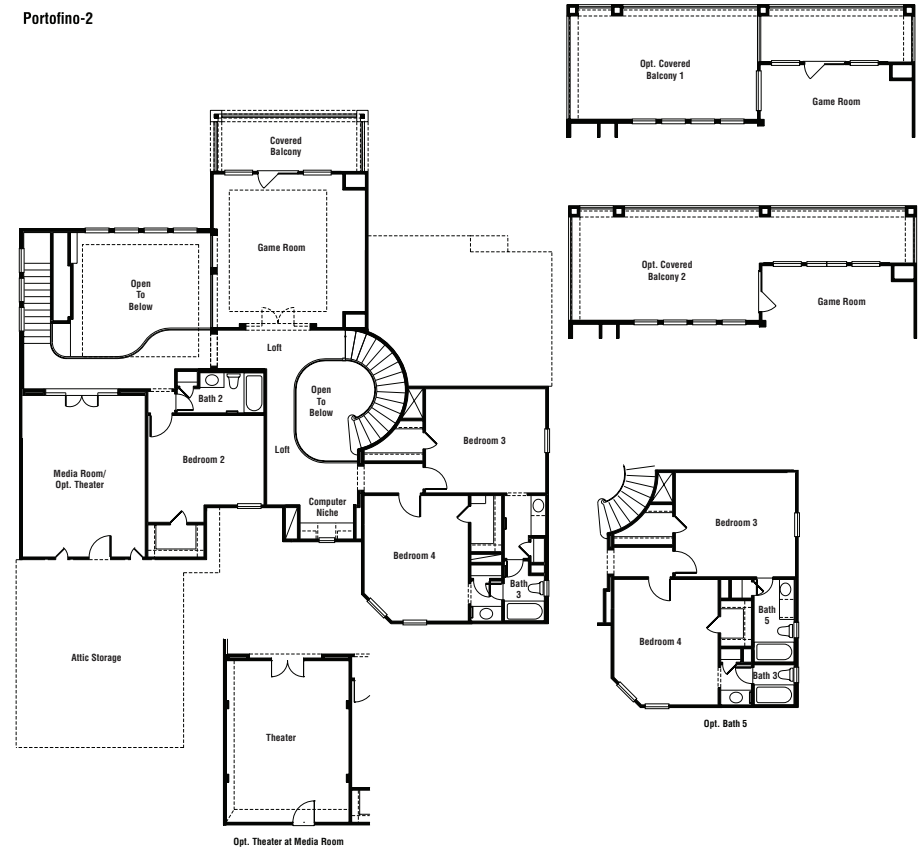 Portofino-2
Covered
Balcony
Game Room
Open
To
Below
Loft
Open
To
Below
Bath 2
Bedroom 3
Bedroom 2
Loft
Media Room/
Opt. Theater
Computer
Niche
Bedroom 4
Bath
3
Attic Storage
Theater
Opt. Theater at Media Room
Opt. Covered
Balcony 1
Game Room
Opt. Covered
Balcony 2
Game Room
Bedroom 3
Bath
5
Bedroom 4
Bath 3
Opt. Bath 5